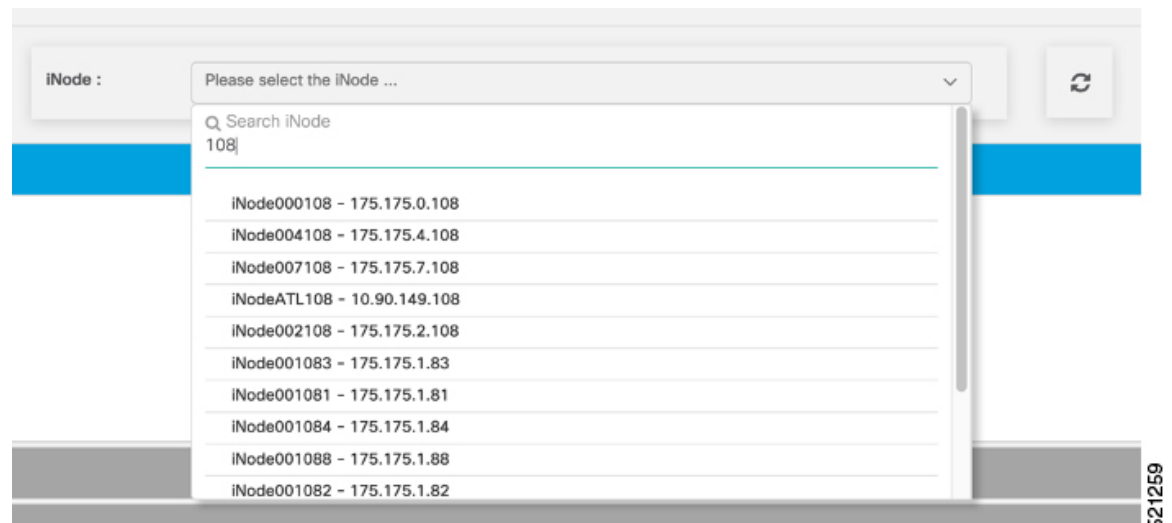 iNode :
Please select the iNode ...
Search iNode
108
iNode000108 - 175.175.0.108
iNode004108 - 175.175.4.108
iNode007108 - 175.175.7.108
iNodeATL108 - 10.90.149.108
iNode002108 - 175.175.2.108
iNode001083 - 175.175.1.83
iNode001081 - 175.175.1.81
iNode001084 - 175.175.1.84
iNode001088 - 175.175.1.88
iNode001082 - 175.175.1.82
521259